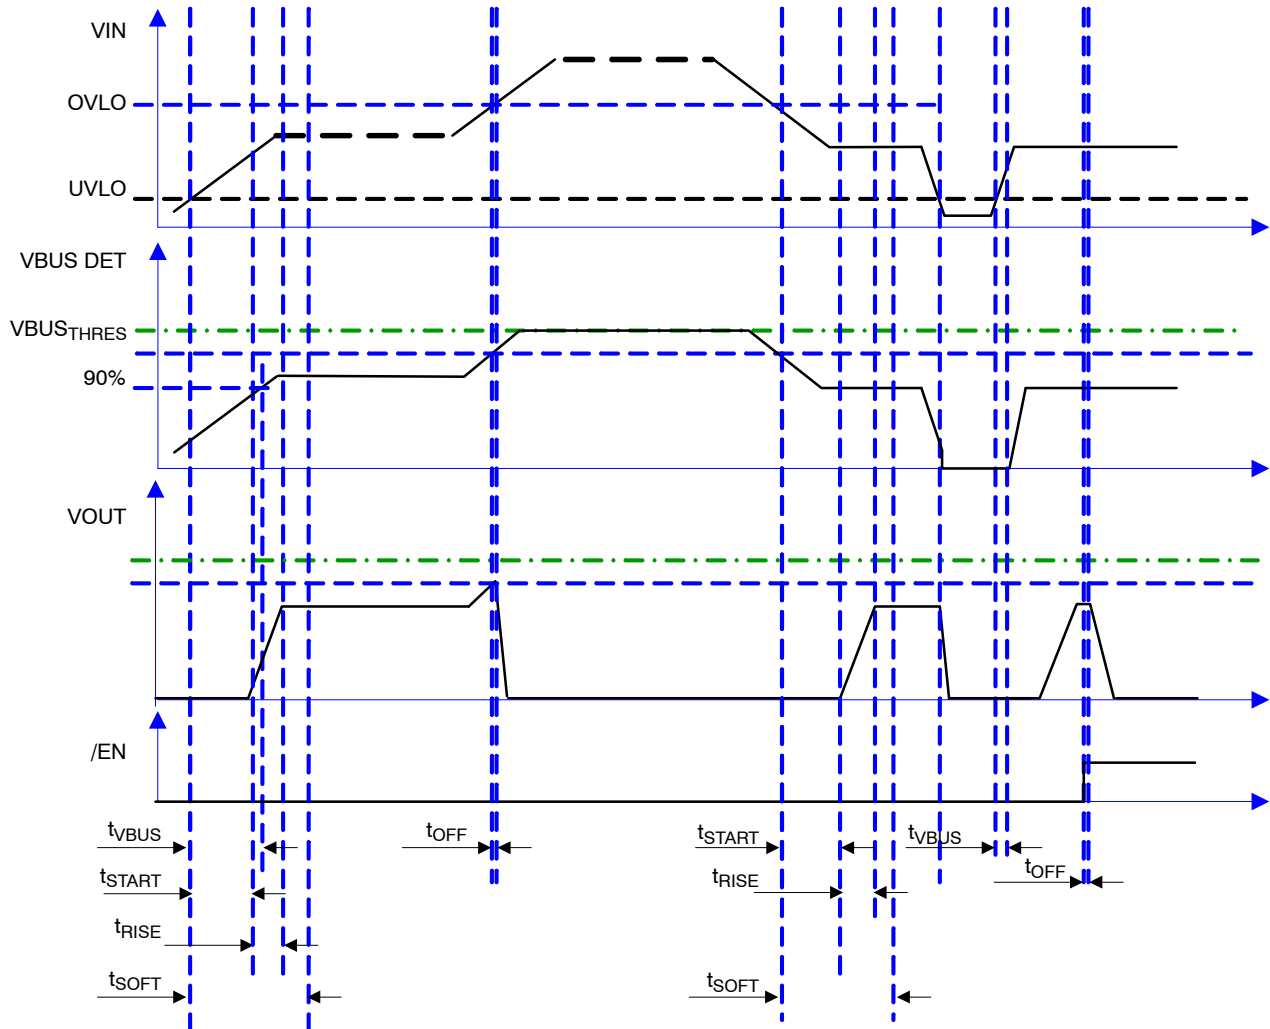 VIN
OVLO
UVLO
VBUS DET
VBUSTHRES
90%
VOUT
/EN
tVBUS
tOFF
tSTART
tVBUS
tSTART
tRISE
tOFF
tRISE
tSOFT
tSOFT